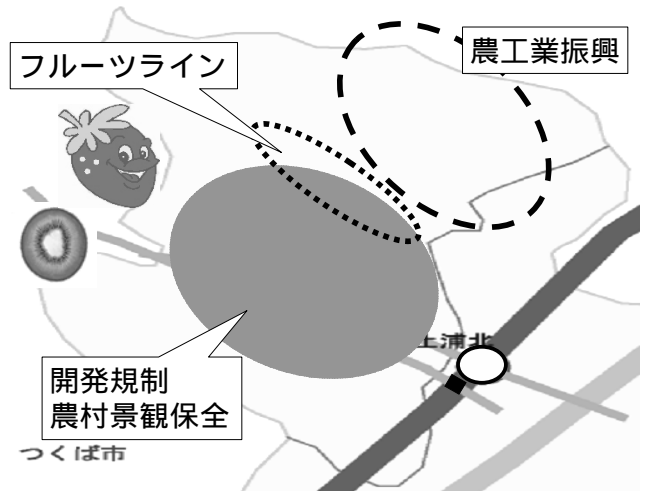 農工業振興
フルーツライン
土浦北
開発規制
農村景観保全
つくば市